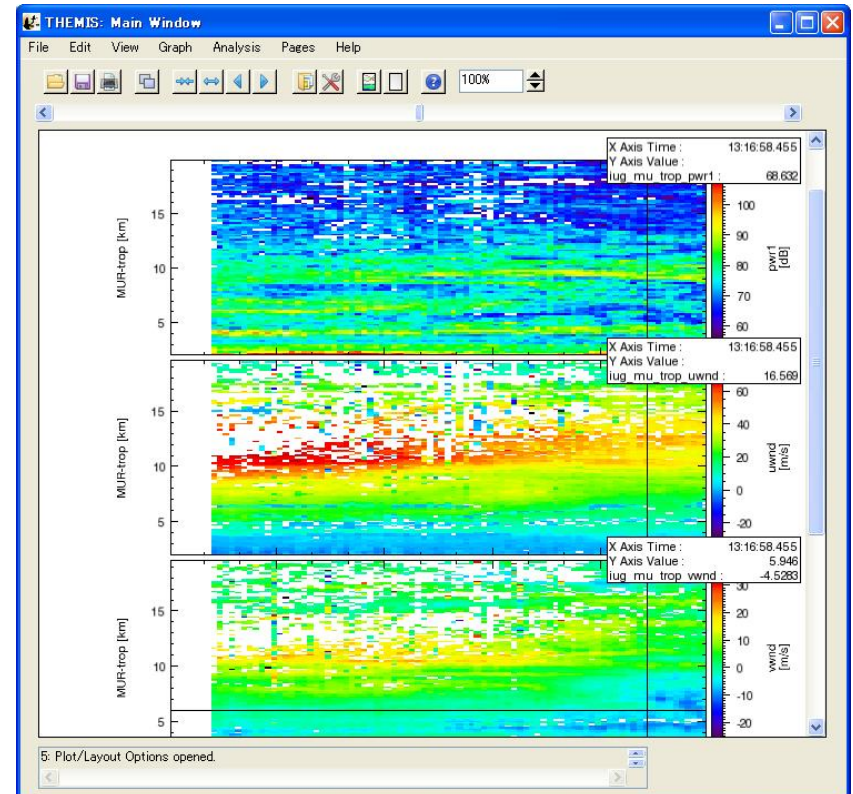 THEMIS: Main Window
File Edit View Graph Analysis Pages Help
100%
X Axis Time : 13:16:58.455
Y Axis Value :
iug_mu_trop_pwr1 : 68.632
MUR-trop [km]
15
10
5
100
90
80
70
60
pwr1
[dB]
X Axis Time : 13:16:58.455
Y Axis Value :
iug_mu_trop_uwnd : 16.569
MUR-trop [km]
15
10
5
60
40
20
0
-20
uwnd
[m/s]
X Axis Time : 13:16:58.455
Y Axis Value : 5.946
iug_mu_trop_vwnd : -4.5283
MUR-trop [km]
15
10
5
30
20
10
0
-10
-20
vwnd
[m/s]
5: Plot/Layout Options opened.